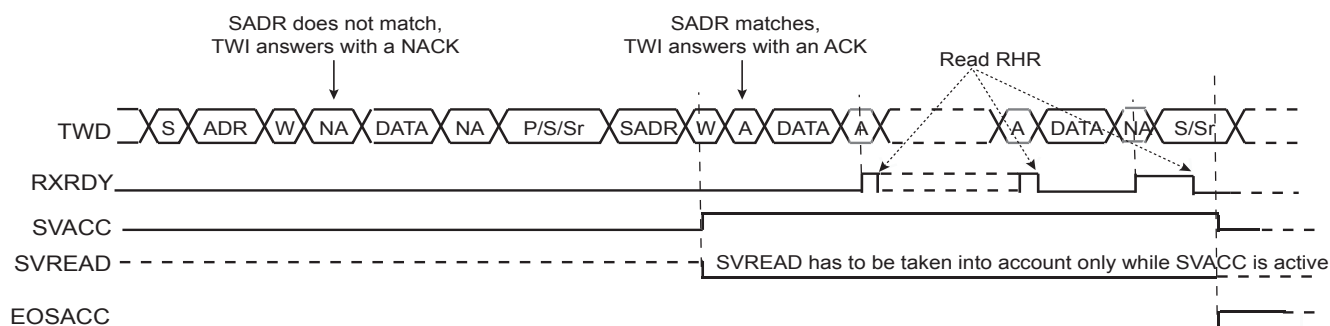 SADR does not match,
TWI answers with a NACK
SADR matches,
TWI answers with an ACK
Read RHR
TWD S ADR W NA DATA NA P/S/Sr SADR W A DATA A A DATA NA S/Sr
RXRDY
SVACC
SVREAD SVREAD has to be taken into account only while SVACC is active
EOSACC